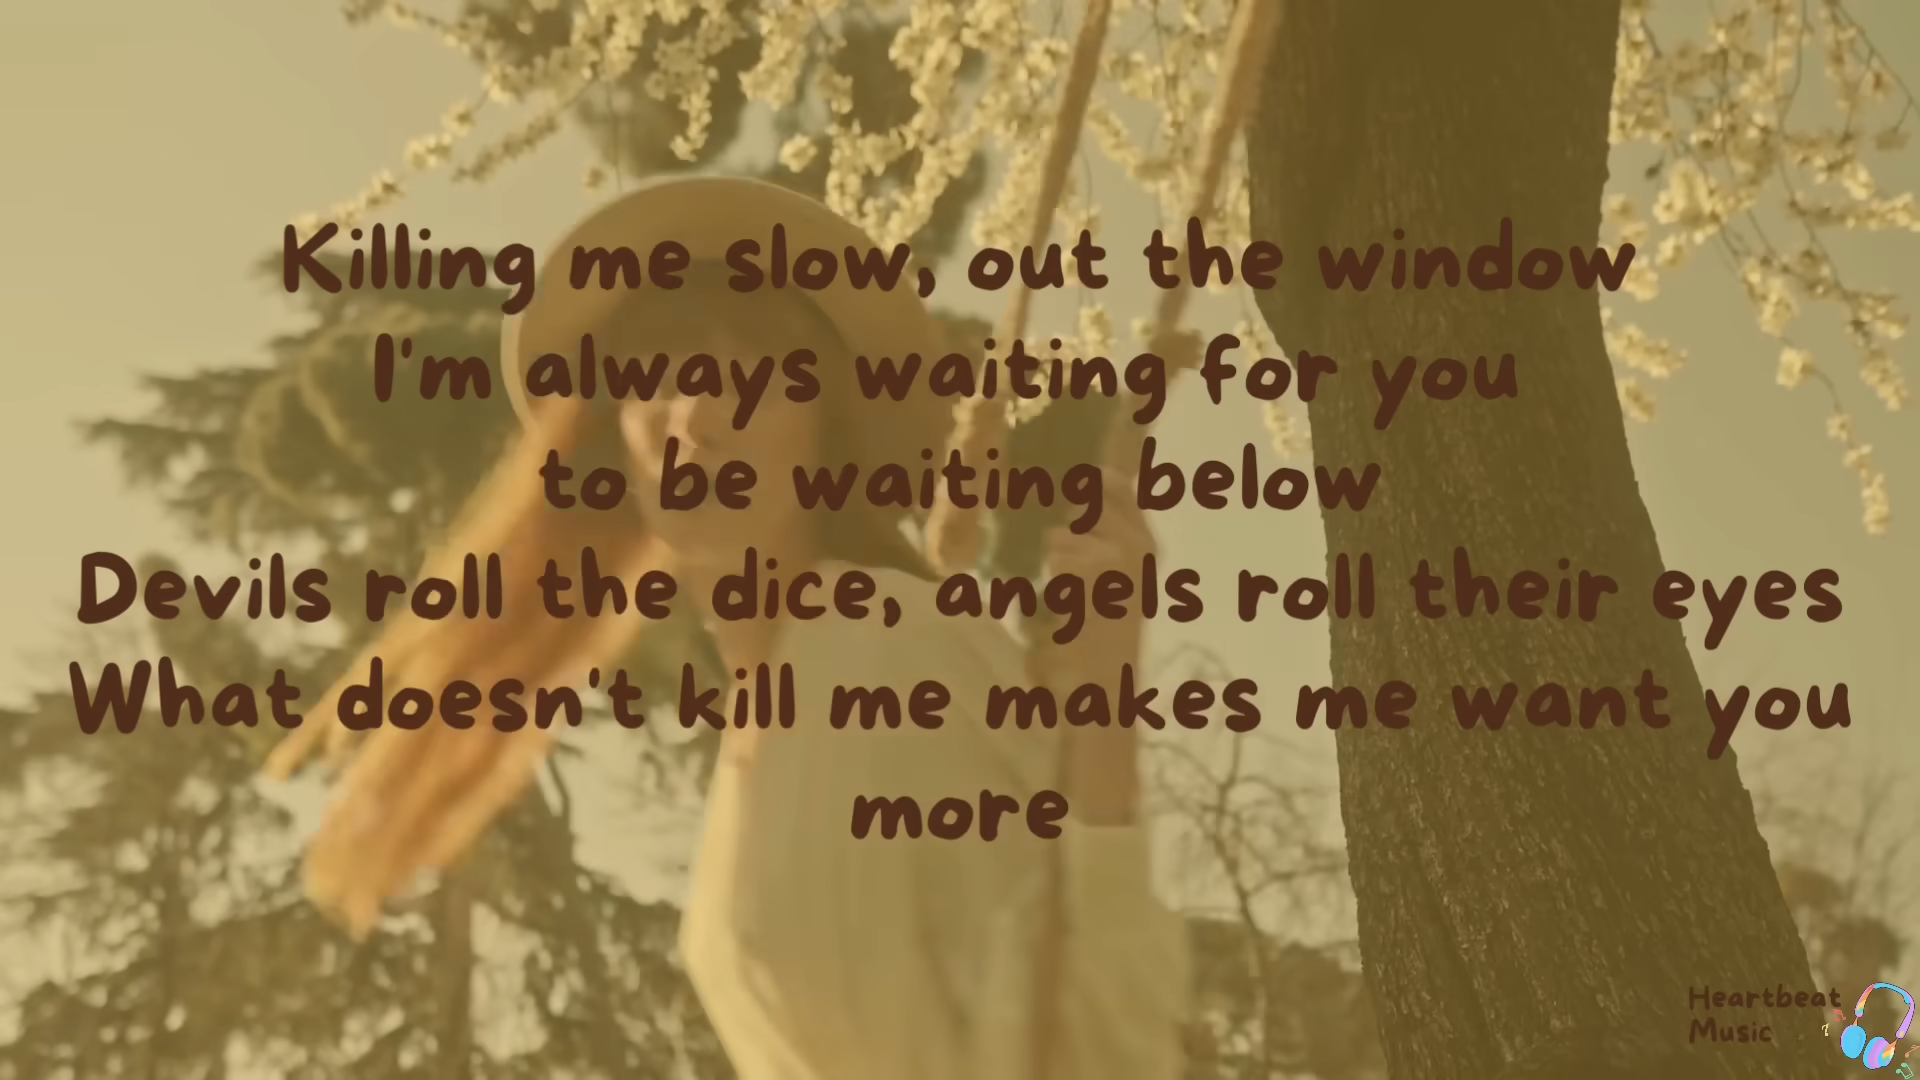 Killing me slow, out the window
I'm always waiting for you
to be waiting below
Devils roll the dice, angels roll their eyes
What doesn't kill me makes me want you
more
Heartbeat
Music